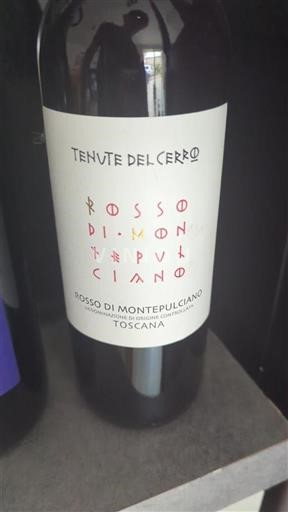 TENUTE DEL CERRO
ROSSO
DI·MON
TEPUL
CIANO
ROSSO DI MONTEPULCIANO
DENOMINAZIONE DI ORIGINE CONTROLLATA
TOSCANA